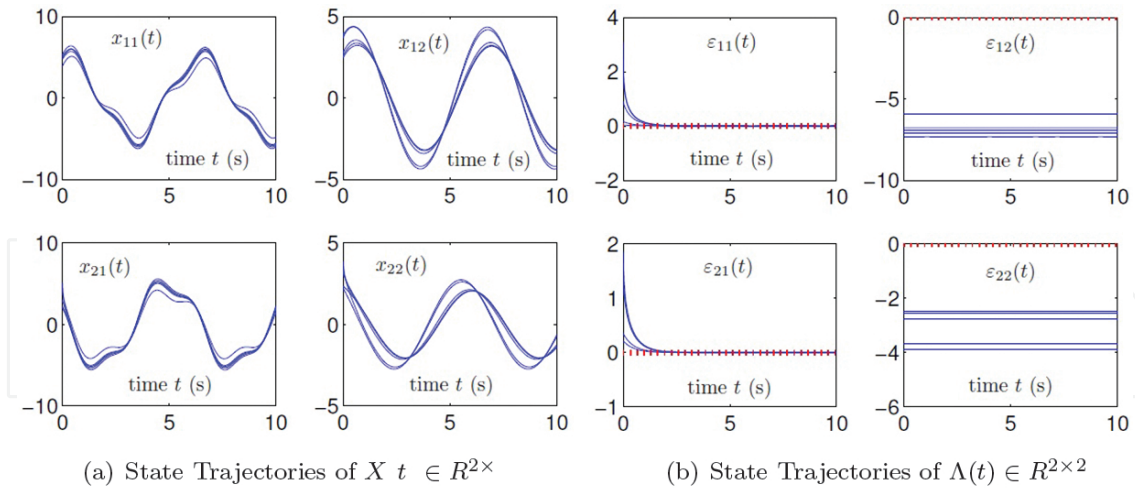 10
5
0
−5
−10
0
5
10
x11(t)
time t (s)
5
0
−5
0
5
10
x12(t)
time t (s)
4
2
0
−2
0
5
10
ε11(t)
time t (s)
0
−5
−10
0
5
10
ε12(t)
time t (s)
10
0
−10
0
5
10
x21(t)
time t (s)
5
0
−5
0
5
10
x22(t)
time t (s)
2
1
0
−1
0
5
10
ε21(t)
time t (s)
0
−2
−4
−6
0
5
10
ε22(t)
time t (s)
(a) State Trajectories of X t ∈ R2×
(b) State Trajectories of Λ(t) ∈ R2×2